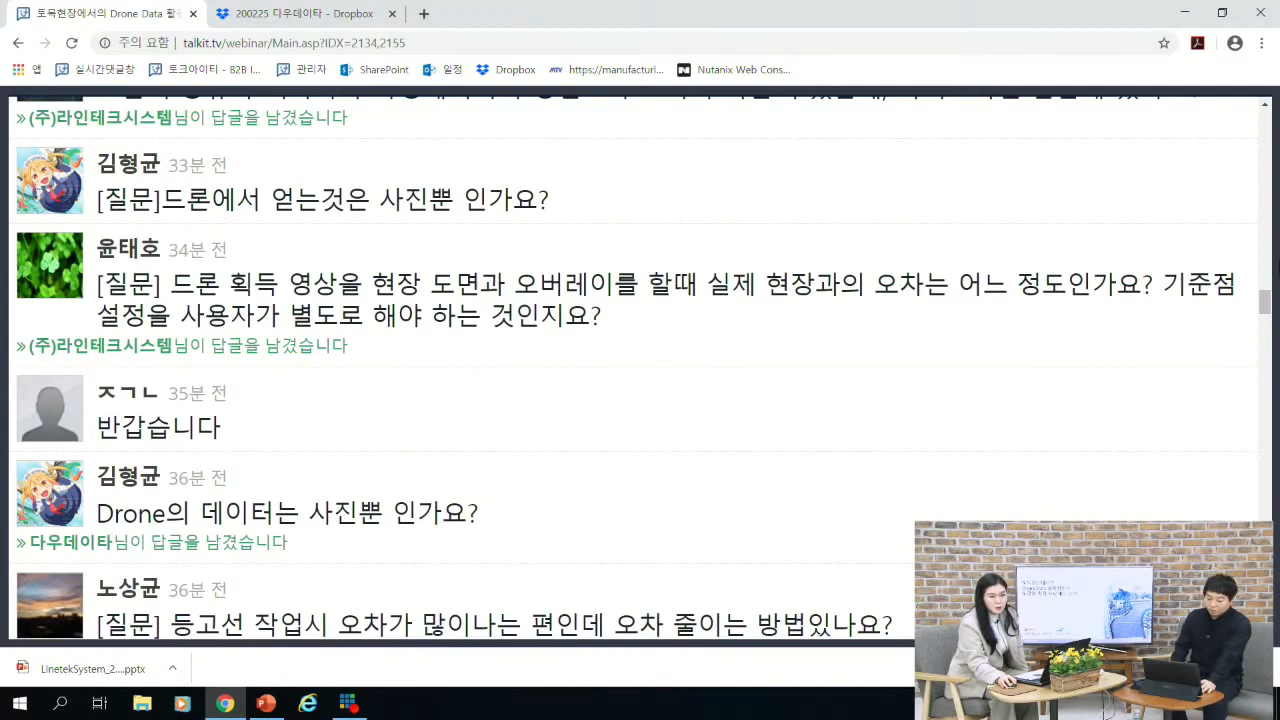 토목현장에서의 Drone Data 활용
200225 다우데이타 - Dropbox
주의 요함 | talkit.tv/webinar/Main.asp?IDX=2134,2155
앱
실시간댓글창
토크아이티 - B2B I...
관리자
SharePoint
일정
Dropbox
https://manufacturi...
Nutanix Web Cons...
» (주)라인테크시스템님이 답글을 남겼습니다
김형균 33분 전
[질문]드론에서 얻는것은 사진뿐 인가요?
윤태호 34분 전
[질문] 드론 획득 영상을 현장 도면과 오버레이를 할때 실제 현장과의 오차는 어느 정도인가요? 기준점
설정을 사용자가 별도로 해야 하는 것인지요?
» (주)라인테크시스템님이 답글을 남겼습니다
ㅈㄱㄴ 35분 전
반갑습니다
김형균 36분 전
Drone의 데이터는 사진뿐 인가요?
» 다우데이타님이 답글을 남겼습니다
노상균 36분 전
[질문] 등고선 작업시 오차가 많이나는 편인데 오차 줄이는 방법있나요?
LInetekSystem_2....pptx